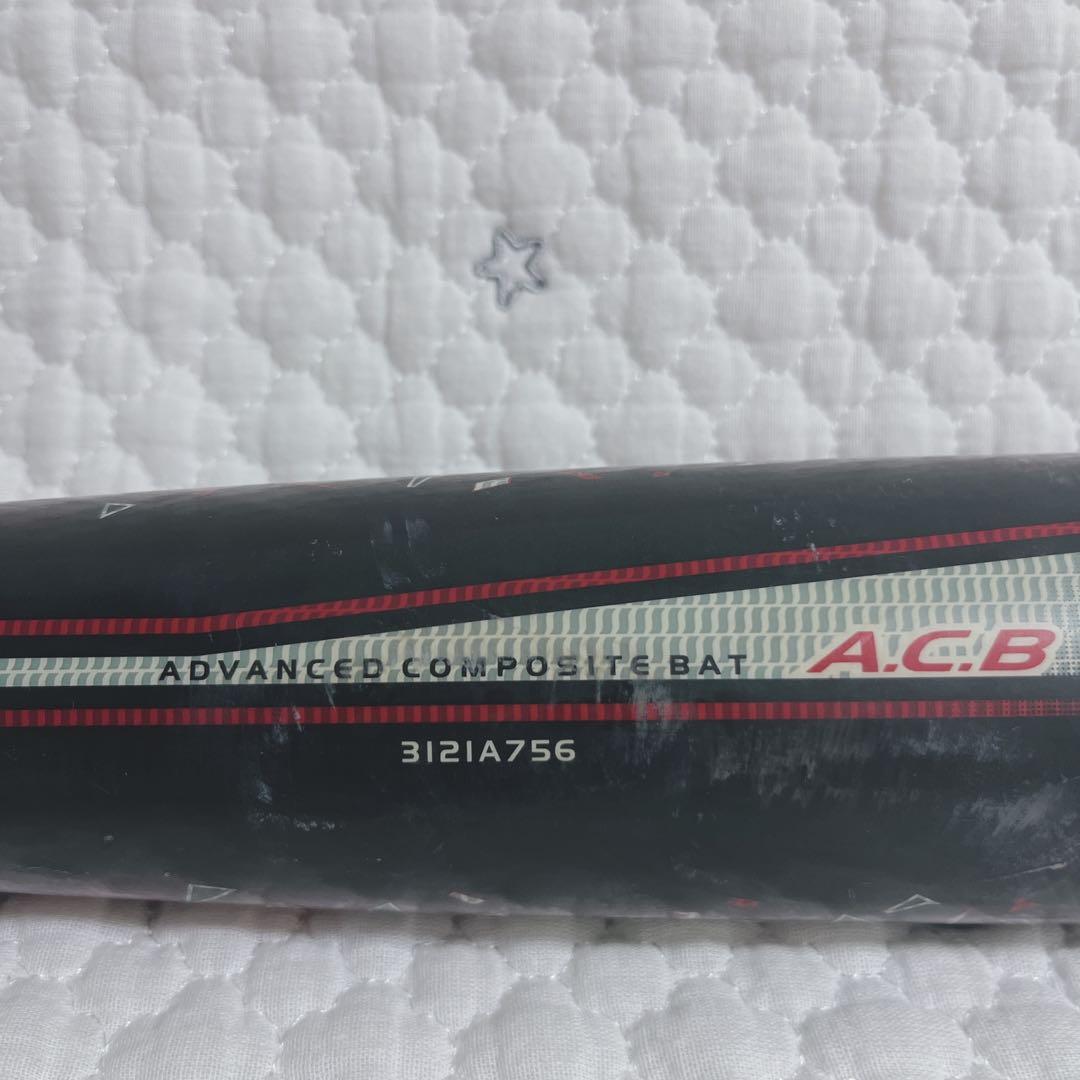 ADVANCED COMPOSITE BAT A.C.B
3121A756